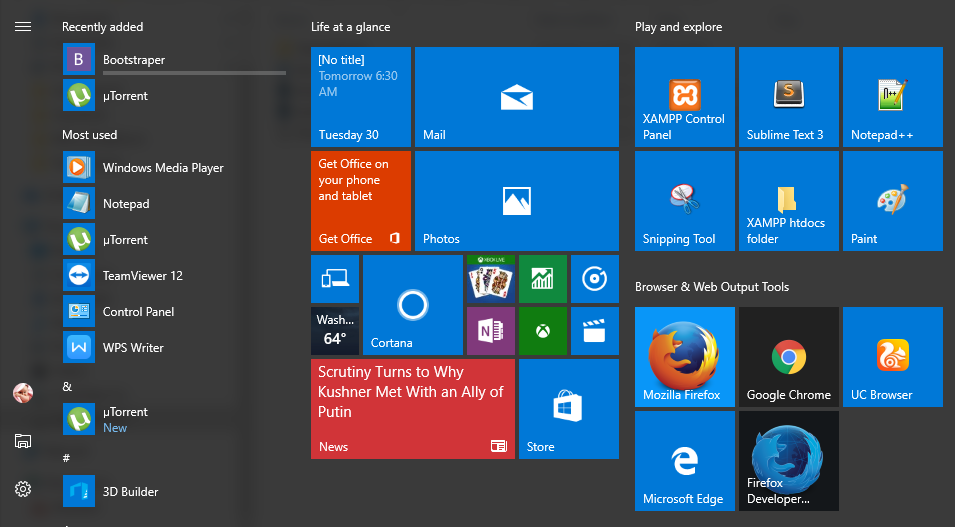 Recently added
B
Bootstraper
µTorrent
Most used
Windows Media Player
Notepad
µTorrent
TeamViewer 12
Control Panel
W
WPS Writer
&
µTorrent
New
#
3D Builder
Life at a glance
[No title]
Tomorrow 6:30
AM
Tuesday 30
Mail
Get Office on
your phone
and tablet
Get Office
Photos
Cortana
XBOX LIVE
Wash...
64°
N
Scrutiny Turns to Why
Kushner Met With an Ally of
Putin
News
Store
Play and explore
XAMPP Control
Panel
S
Sublime Text 3
n++
Notepad++
Snipping Tool
XAMPP htdocs
folder
Paint
Browser & Web Output Tools
Mozilla Firefox
Google Chrome
UC Browser
Microsoft Edge
Firefox
Developer...